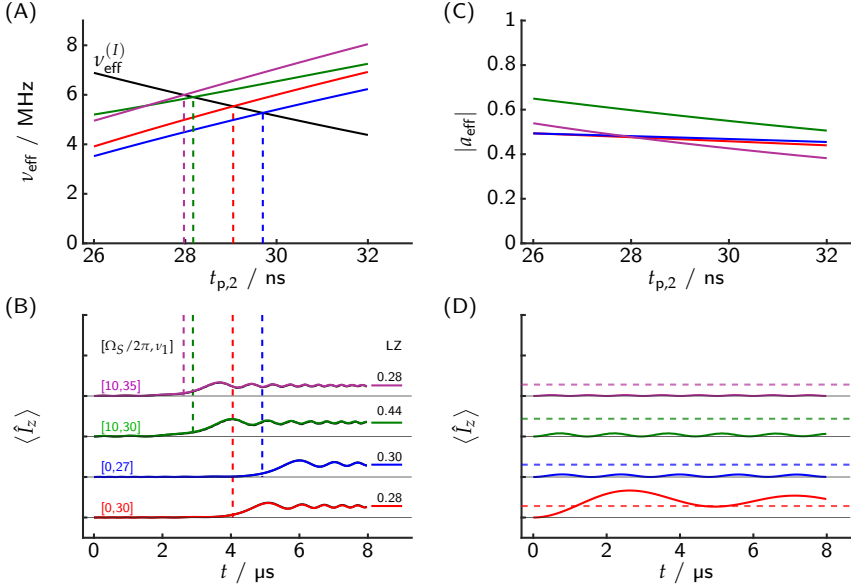 (A)
ν_eff^(I)
ν_eff / MHz
8
6
4
2
0
26 28 30 32
t_p,2 / ns
(C)
|a_eff|
1
0.8
0.6
0.4
0.2
0
26 28 30 32
t_p,2 / ns
(B)
[Ω_S/2π,ν_1]
LZ
[10,35] 0.28
[10,30] 0.44
[0,27] 0.30
[0,30] 0.28
⟨Î_z⟩
0 2 4 6 8
t / μs
(D)
⟨Î_z⟩
0 2 4 6 8
t / μs